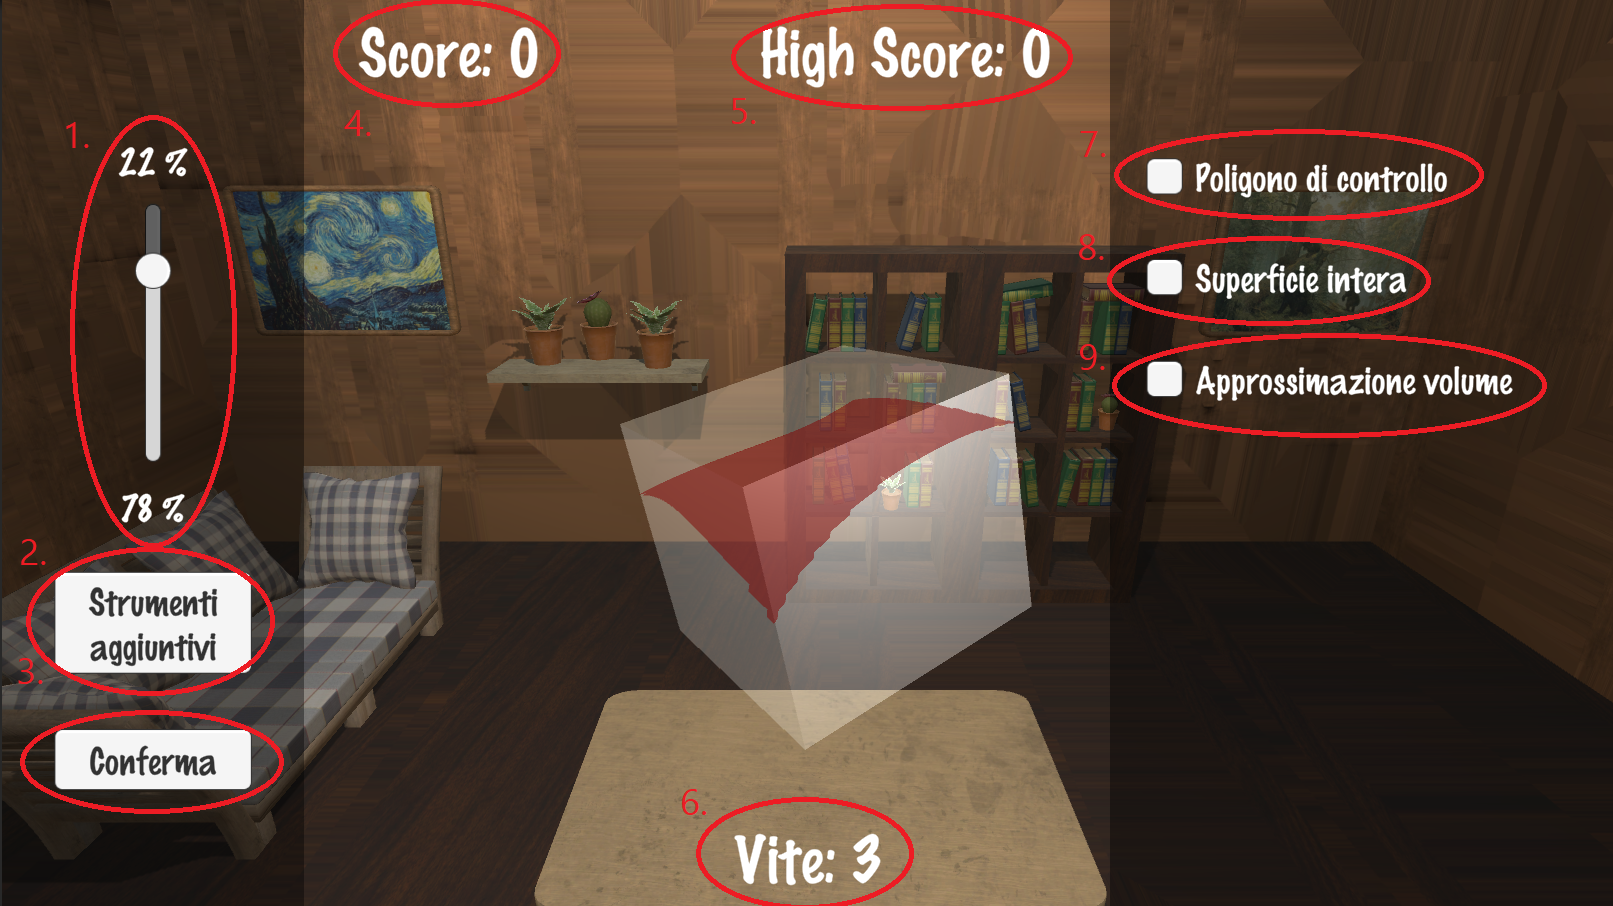 Score: 0
High Score: 0
4.
5.
1.
22 %
7.
Poligono di controllo
8.
Superficie intera
9.
Approssimazione volume
78 %
2.
Strumenti
aggiuntivi
3.
Conferma
6.
Vite: 3